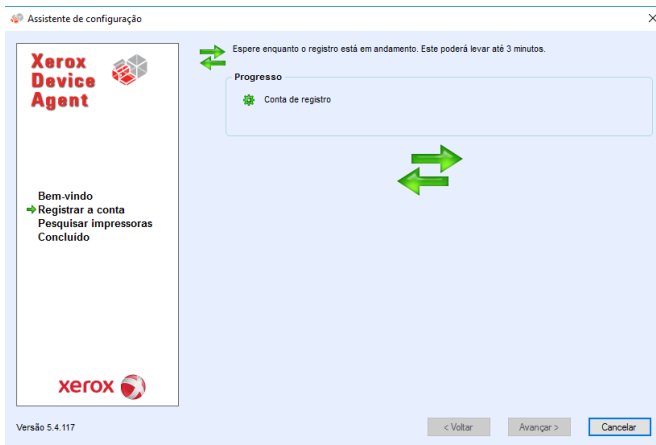 Assistente de configuração
Xerox
Device
Agent
Espere enquanto o registro está em andamento. Este poderá levar até 3 minutos.
Progresso
Conta de registro
Bem-vindo
Registrar a conta
Pesquisar impressoras
Concluído
xerox
Versão 5.4.117
< Voltar
Avançar >
Cancelar